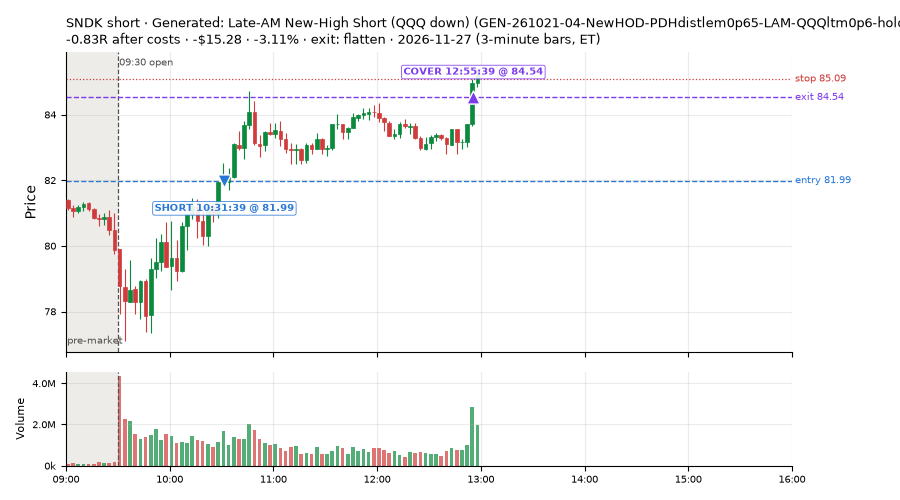 SNDK short · Generated: Late-AM New-High Short (QQQ down) (GEN-261021-04-NewHOD-PDHdistlem0p65-LAM-QQQltm0p6-holc
-0.83R after costs · -$15.28 · -3.11% · exit: flatten · 2026-11-27 (3-minute bars, ET)
09:30 open
COVER 12:55:39 @ 84.54
stop 85.09
exit 84.54
84
82
entry 81.99
SHORT 10:31:39 @ 81.99
80
78
Price
pre-market
4.0M
2.0M
0k
Volume
09:00
10:00
11:00
12:00
13:00
14:00
15:00
16:00